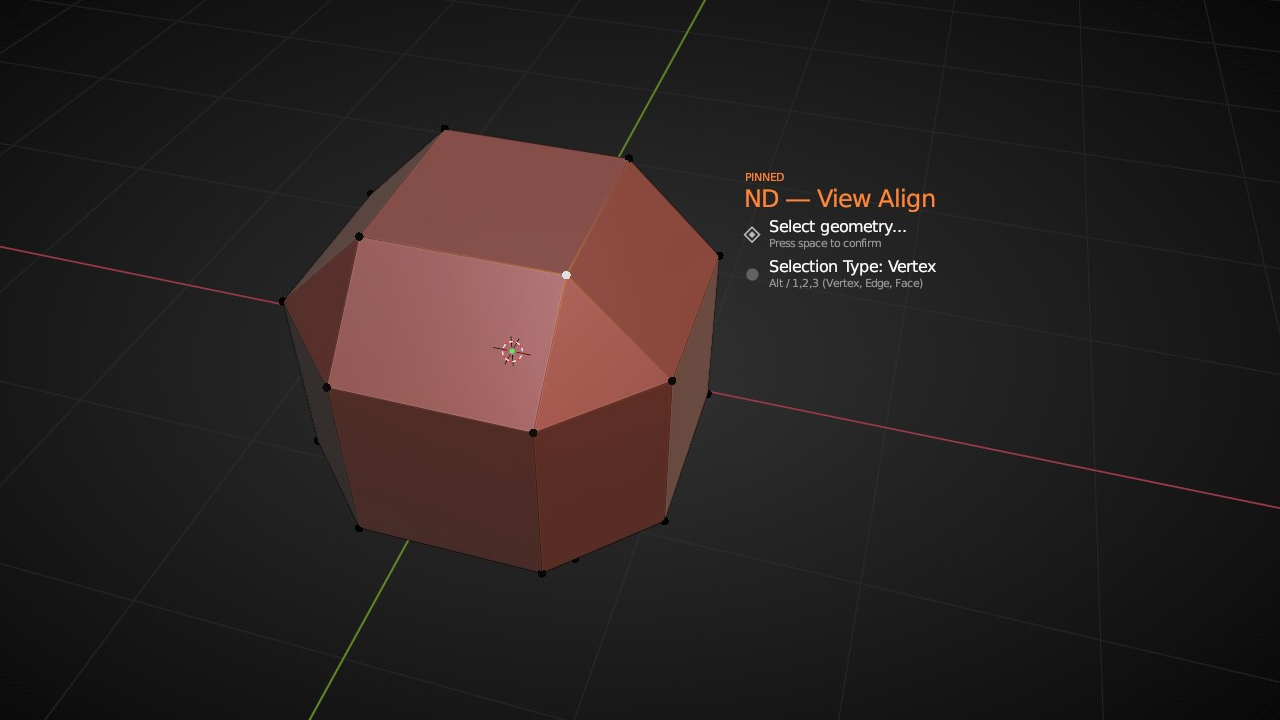 PINNED
ND — View Align
Select geometry...
Press space to confirm
Selection Type: Vertex
Alt / 1,2,3 (Vertex, Edge, Face)